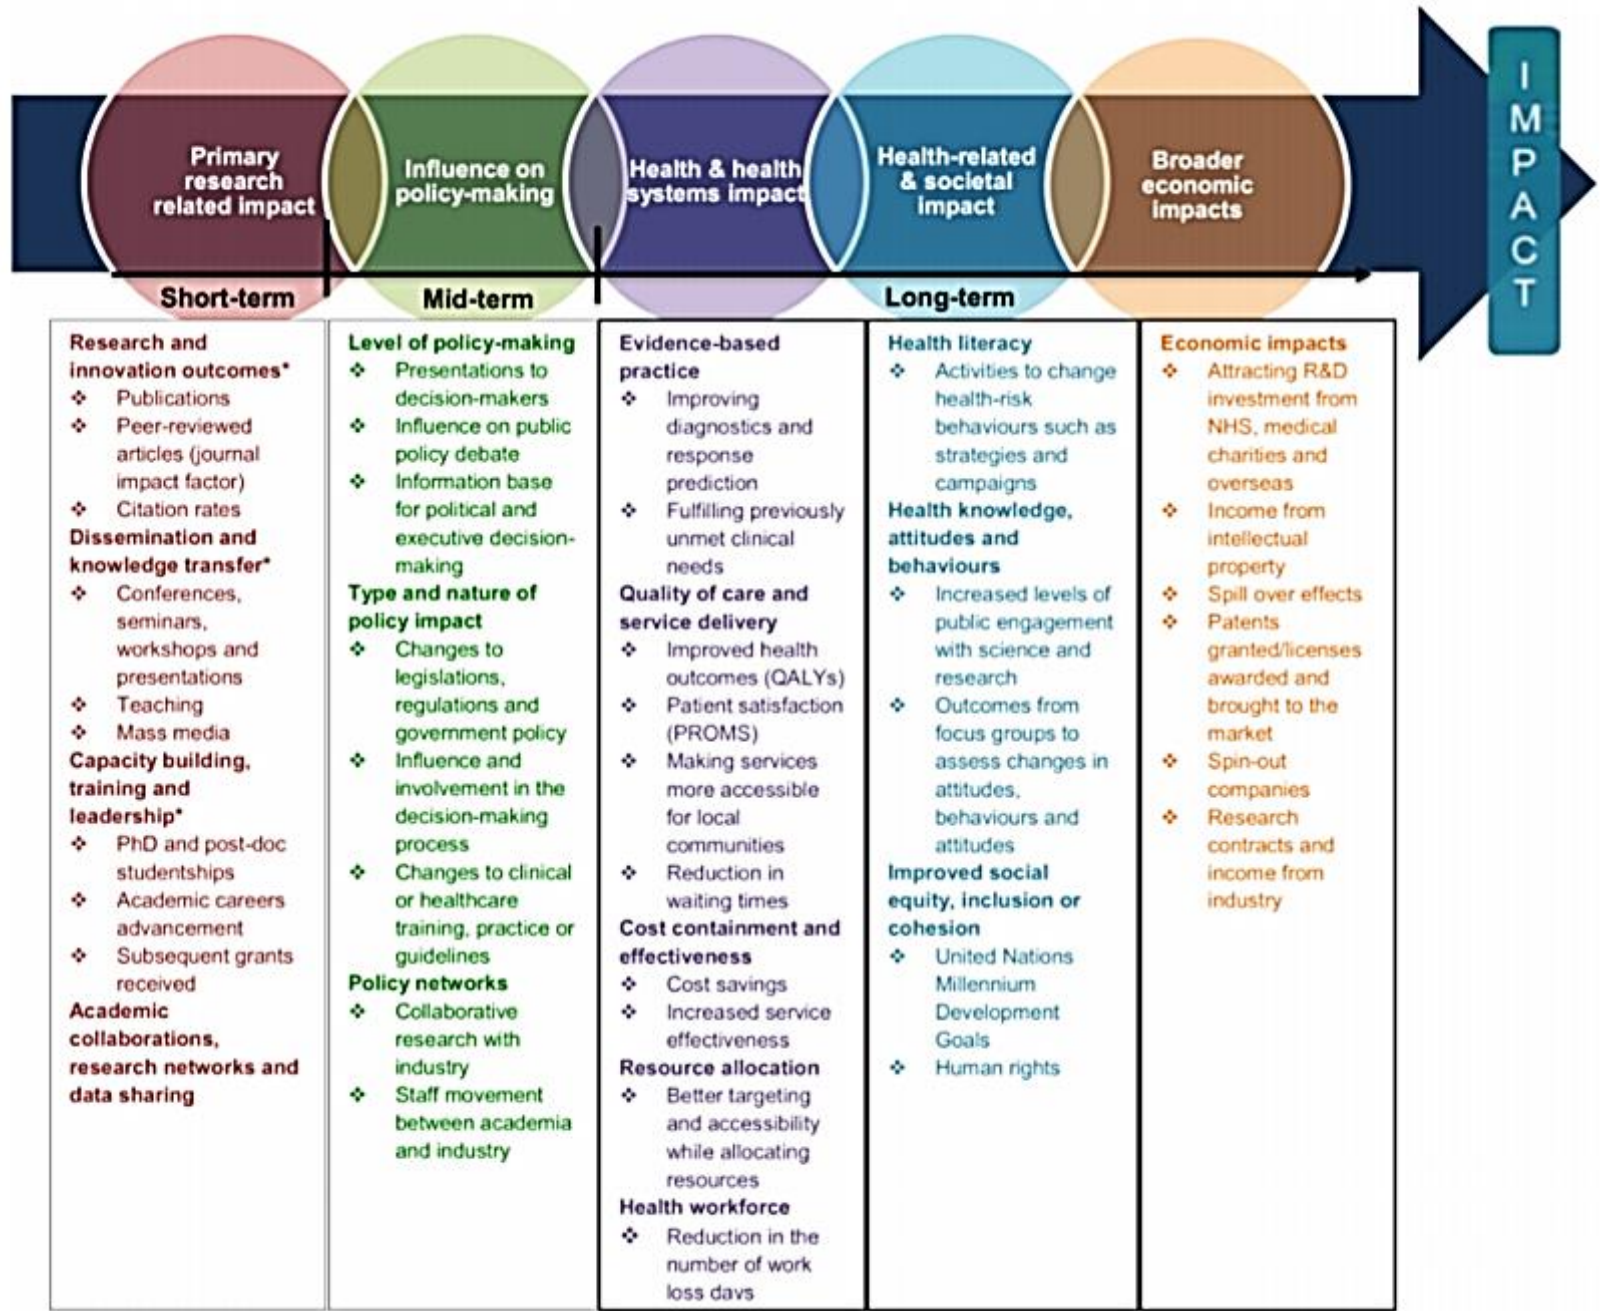 Primary
research
related impact
Influence on
policy-making
Health & health
systems impact
Health-related
& societal
impact
Broader
economic
impacts
I
M
P
A
C
T
Short-term
Mid-term
Long-term
Research and
innovation outcomes*
❖ Publications
❖ Peer-reviewed
articles (journal
impact factor)
❖ Citation rates
Dissemination and
knowledge transfer*
❖ Conferences,
seminars,
workshops and
presentations
❖ Teaching
❖ Mass media
Capacity building,
training and
leadership*
❖ PhD and post-doc
studentships
❖ Academic careers
advancement
❖ Subsequent grants
received
Academic
collaborations,
research networks and
data sharing
Level of policy-making
❖ Presentations to
decision-makers
❖ Influence on public
policy debate
❖ Information base
for political and
executive decision-
making
Type and nature of
policy impact
❖ Changes to
legislations,
regulations and
government policy
❖ Influence and
involvement in the
decision-making
process
❖ Changes to clinical
or healthcare
training, practice or
guidelines
Policy networks
❖ Collaborative
research with
industry
❖ Staff movement
between academia
and industry
Evidence-based
practice
❖ Improving
diagnostics and
response
prediction
❖ Fulfilling previously
unmet clinical
needs
Quality of care and
service delivery
❖ Improved health
outcomes (QALYs)
❖ Patient satisfaction
(PROMS)
❖ Making services
more accessible
for local
communities
❖ Reduction in
waiting times
Cost containment and
effectiveness
❖ Cost savings
❖ Increased service
effectiveness
Resource allocation
❖ Better targeting
and accessibility
while allocating
resources
Health workforce
❖ Reduction in the
number of work
loss days
Health literacy
❖ Activities to change
health-risk
behaviours such as
strategies and
campaigns
Health knowledge,
attitudes and
behaviours
❖ Increased levels of
public engagement
with science and
research
❖ Outcomes from
focus groups to
assess changes in
attitudes,
behaviours and
attitudes
Improved social
equity, inclusion or
cohesion
❖ United Nations
Millennium
Development
Goals
❖ Human rights
Economic impacts
❖ Attracting R&D
investment from
NHS, medical
charities and
overseas
❖ Income from
intellectual
property
❖ Spill over effects
❖ Patents
granted/licenses
awarded and
brought to the
market
❖ Spin-out
companies
❖ Research
contracts and
income from
industry